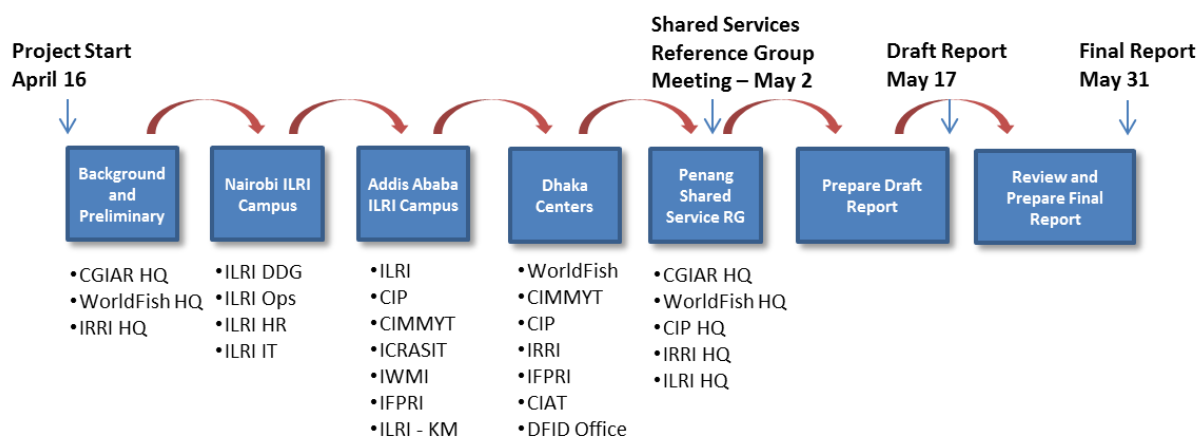 Project Start
April 16
Shared Services
Reference Group
Meeting – May 2
Draft Report
May 17
Final Report
May 31
Background
and
Preliminary
Nairobi ILRI
Campus
Addis Ababa
ILRI Campus
Dhaka
Centers
Penang
Shared
Service RG
Prepare Draft
Report
Review and
Prepare Final
Report
•CGIAR HQ
•WorldFish HQ
•IRRI HQ
•ILRI DDG
•ILRI Ops
•ILRI HR
•ILRI IT
•ILRI
•CIP
•CIMMYT
•ICRASIT
•IWMI
•IFPRI
•ILRI - KM
•WorldFish
•CIMMYT
•CIP
•IRRI
•IFPRI
•CIAT
•DFID Office
•CGIAR HQ
•WorldFish HQ
•CIP HQ
•IRRI HQ
•ILRI HQ